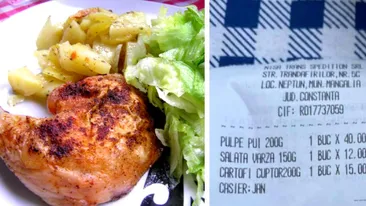 AIDA TRANS SPEDITION SRL
STR. TRANDAFIRILOR, NR. 5C
LOC. NEPTUN, MUN. MANGALIA
JUD. CONSTANTA
CIF: RO17737059
PULPE PUI 200G 1 BUC X 40.00
SALATA VARZA 150G 1 BUC X 12.00
CARTOFI CUPTOR200G 1 BUC X 15.00
CASIER: JAN